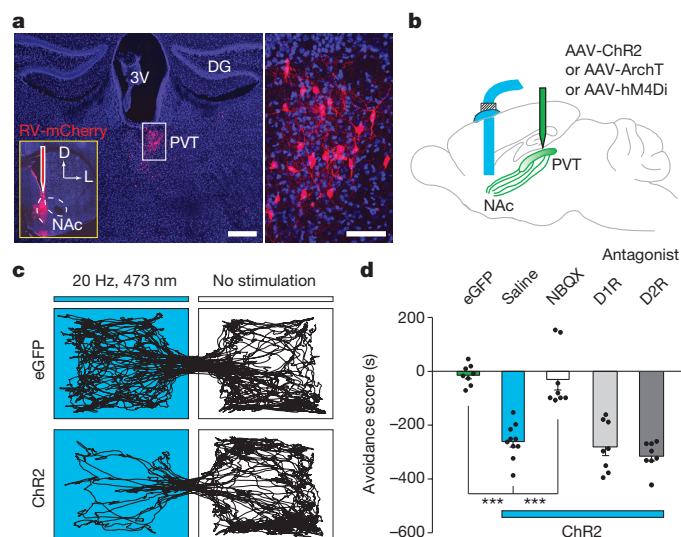 a
3V
DG
RV-mCherry
PVT
D
L
NAc
b
AAV-ChR2
or AAV-ArchT
or AAV-hM4Di
PVT
NAc
c
20 Hz, 473 nm
No stimulation
eGFP
ChR2
d
Antagonist
eGFP
Saline
NBQX
D1R
D2R
Avoidance score (s)
200
0
−200
−400
−600
***
***
ChR2